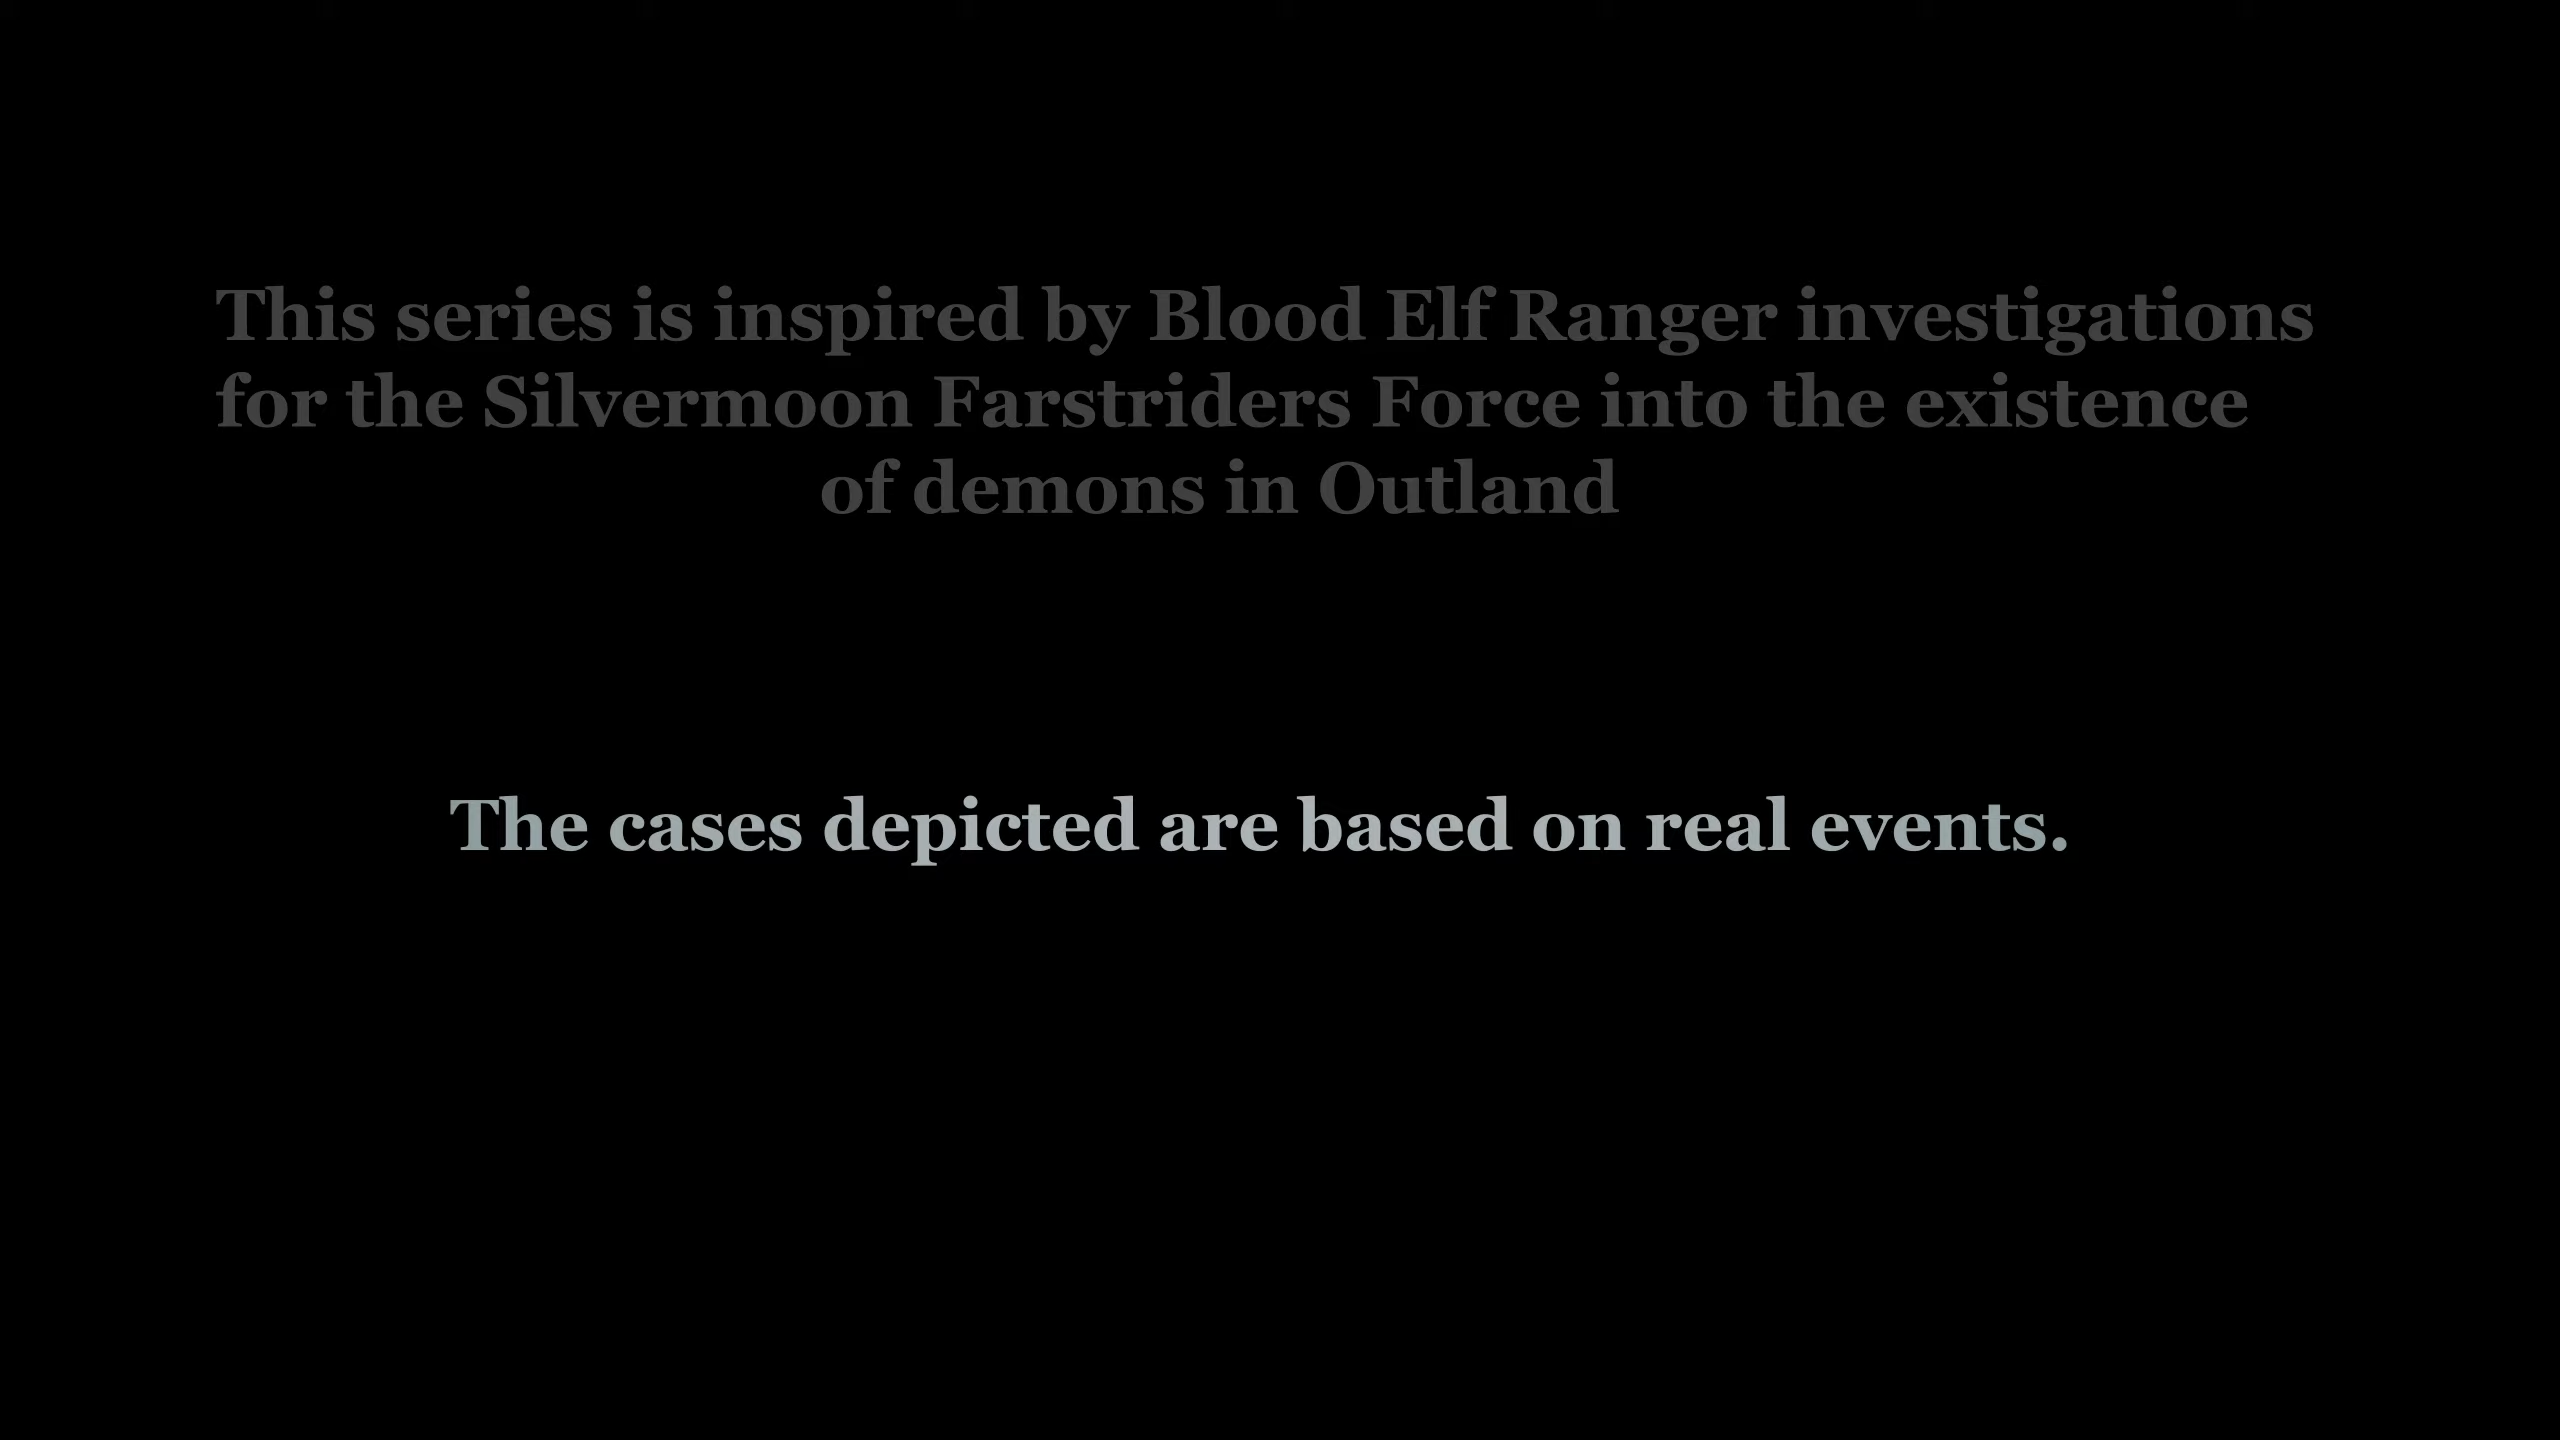 This series is inspired by Blood Elf Ranger investigations
for the Silvermoon Farstriders Force into the existence
of demons in Outland
The cases depicted are based on real events.